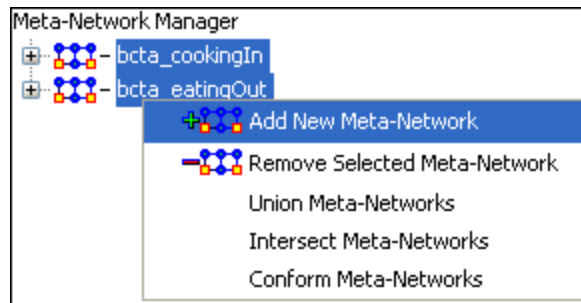 Meta-Network Manager
bcta_cookingIn
bcta_eatingOut
Add New Meta-Network
Remove Selected Meta-Network
Union Meta-Networks
Intersect Meta-Networks
Conform Meta-Networks